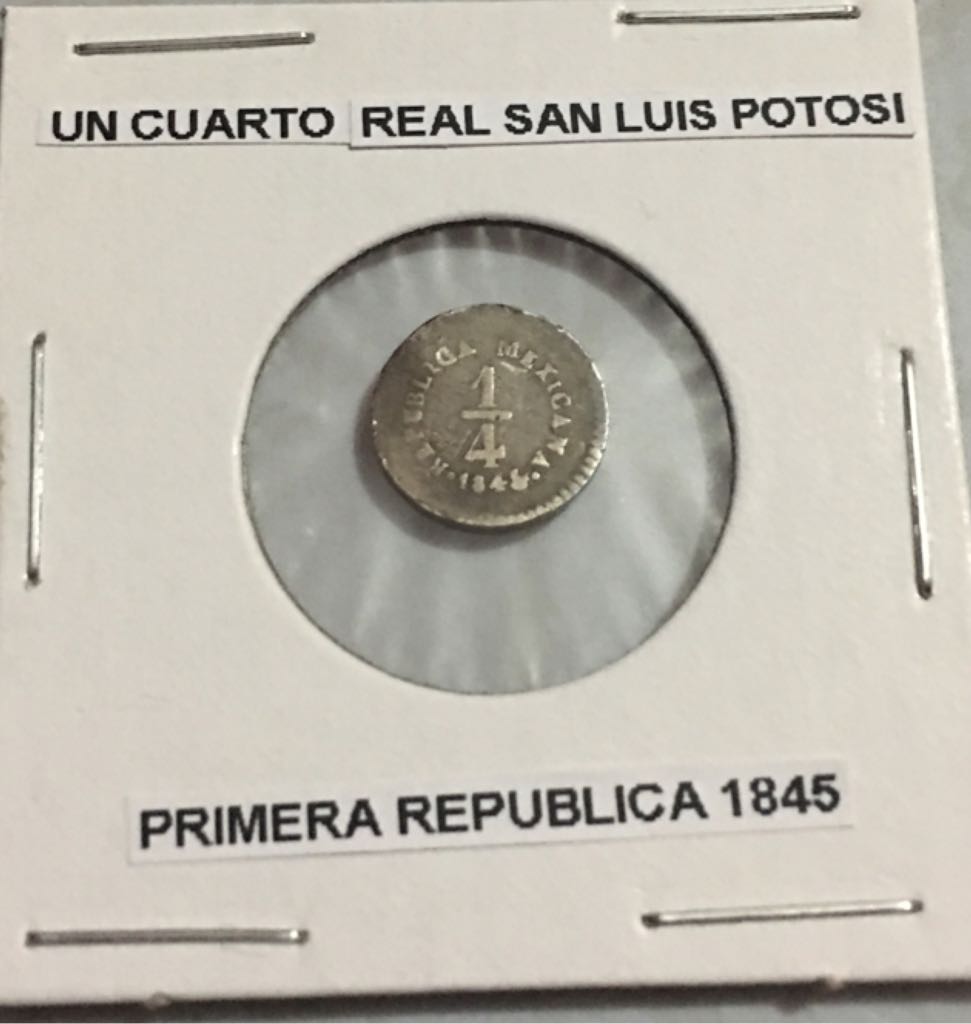 UN CUARTO REAL SAN LUIS POTOSI
REPUBLICA MEXICANA
1
4
PRIMERA REPUBLICA 1845